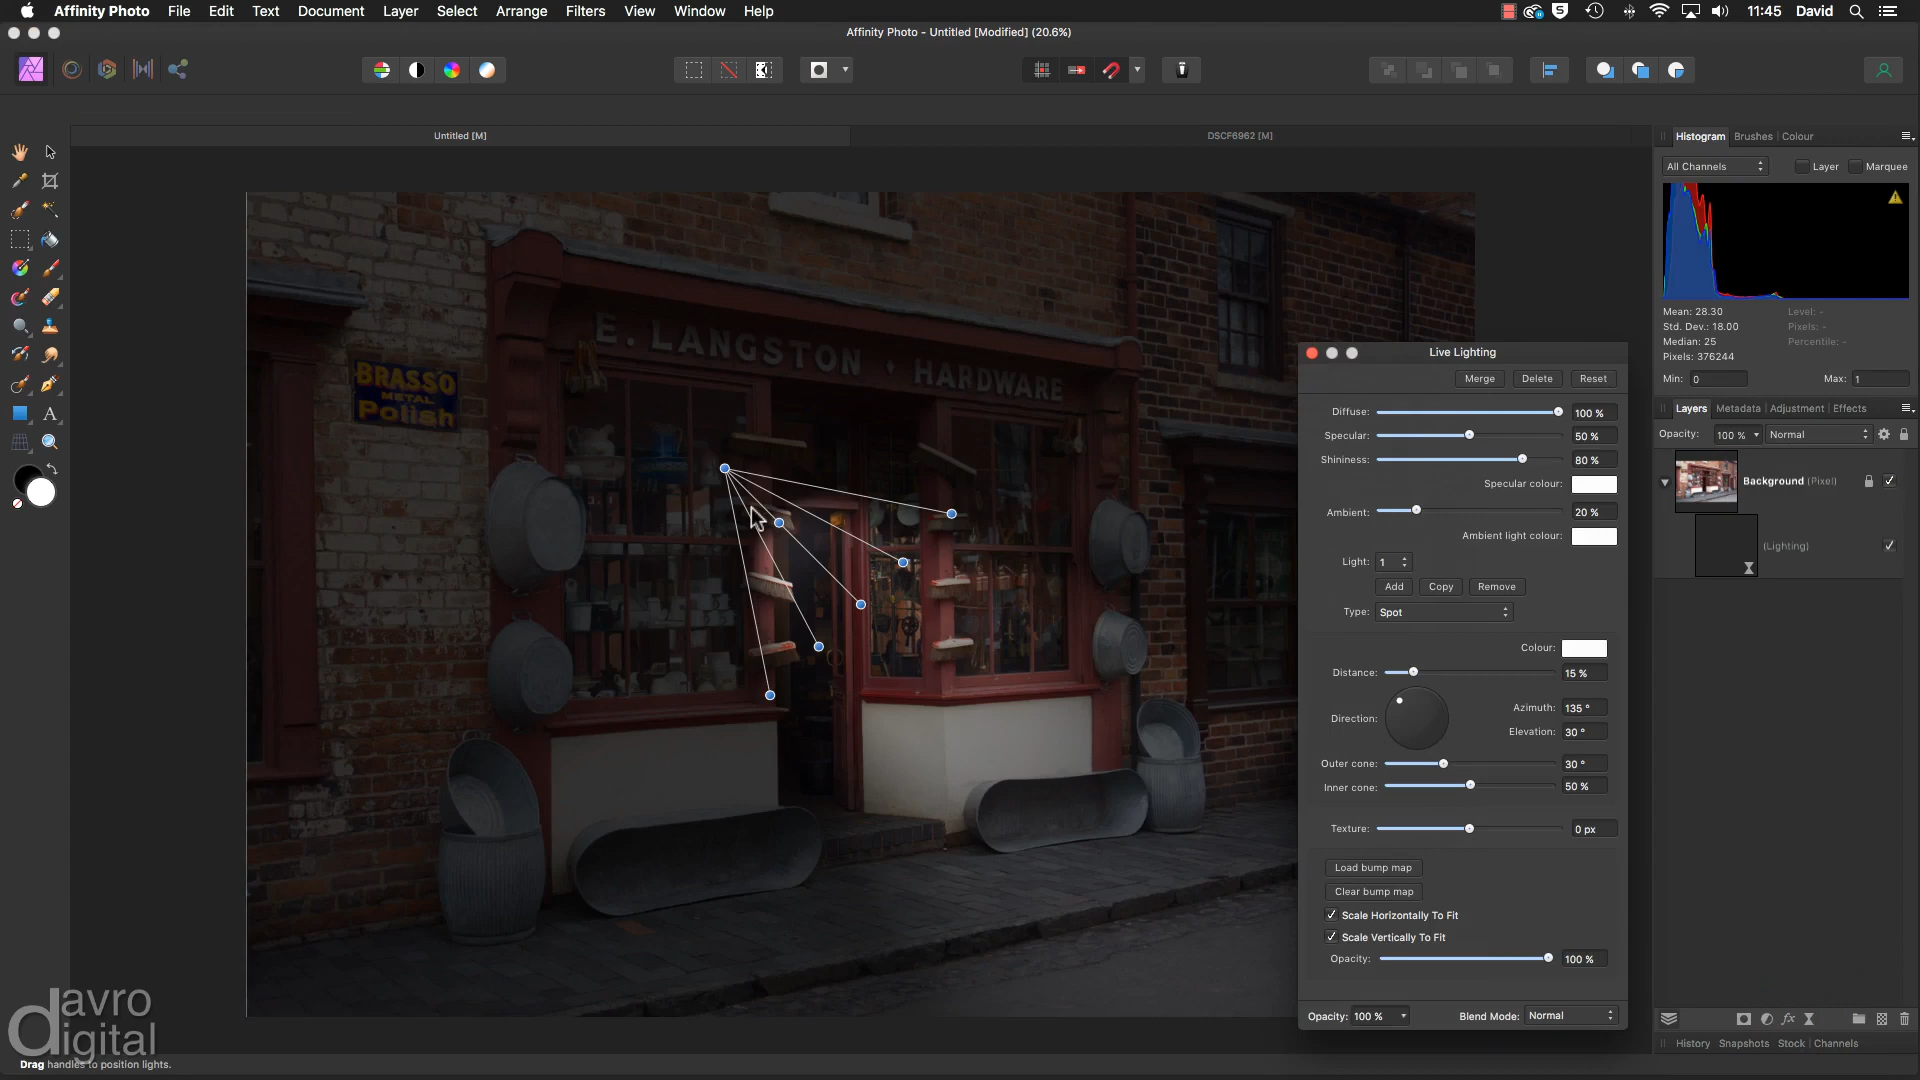 Affinity Photo File Edit Text Document Layer Select Arrange Filters View Window Help
11:45 David
Affinity Photo - Untitled [Modified] (20.6%)
Untitled [M]
DSCF6962 [M]
Histogram Brushes Colour
All Channels Layer Marquee
Mean: 28.30 Level: -
Std. Dev.: 18.00 Pixels: -
Median: 25 Percentile: -
Pixels: 376244
Min: 0 Max: 1
Layers Metadata Adjustment Effects
Opacity: 100 % Normal
Background (Pixel)
(Lighting)
E. LANGSTON HARDWARE
BRASSO
METAL
Polish
Live Lighting
Merge Delete Reset
Diffuse: 100 %
Specular: 50 %
Shininess: 80 %
Specular colour:
Ambient: 20 %
Ambient light colour:
Light: 1
Add Copy Remove
Type: Spot
Colour:
Distance: 15 %
Direction: Azimuth: 135 °
Elevation: 30 °
Outer cone: 30 °
Inner cone: 50 %
Texture: 0 px
Load bump map
Clear bump map
Scale Horizontally To Fit
Scale Vertically To Fit
Opacity: 100 %
Opacity: 100 % Blend Mode: Normal
History Snapshots Stock Channels
davro
digital
Drag handles to position lights.